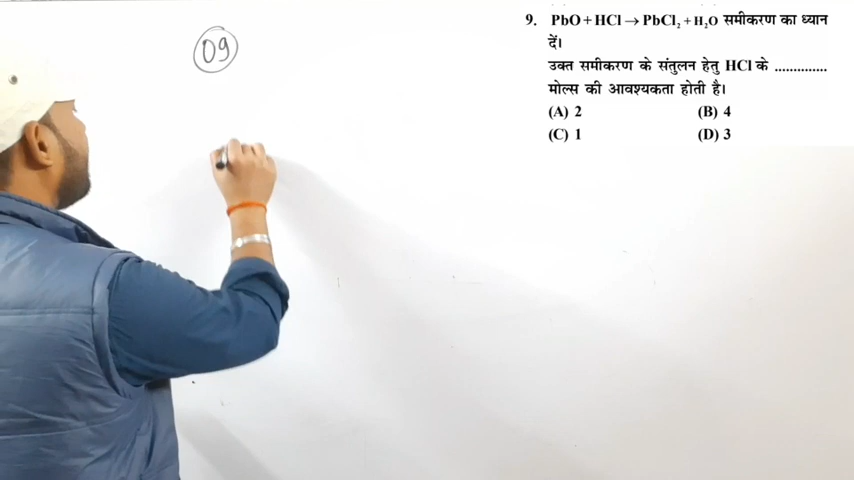 09
9. PbO + HCl → PbCl₂ + H₂O समीकरण का ध्यान
दें।
उक्त समीकरण के संतुलन हेतु HCl के ..............
मोल्स की आवश्यकता होती है।
(A) 2 (B) 4
(C) 1 (D) 3